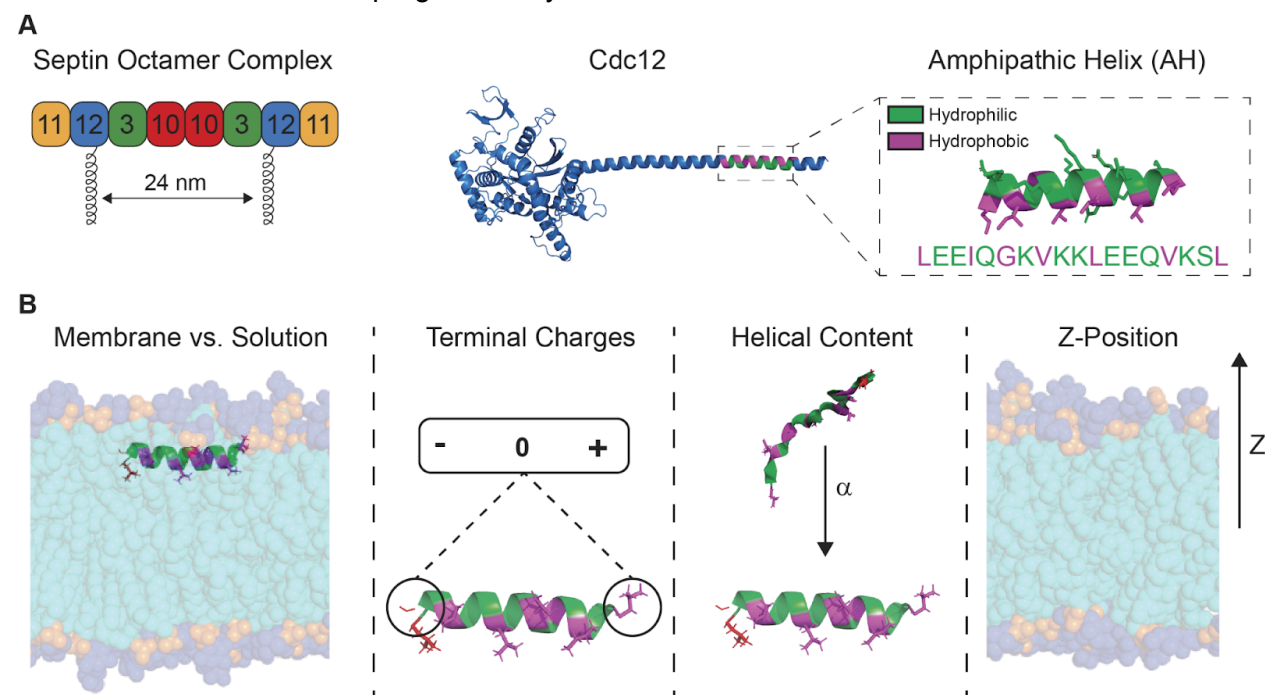 A
Septin Octamer Complex
Cdc12
Amphipathic Helix (AH)
11 12 3 10 10 3 12 11
24 nm
Hydrophilic
Hydrophobic
LEEIQGKVKKLEEQVKSL
B
Membrane vs. Solution
Terminal Charges
Helical Content
Z-Position
- 0 +
α
Z